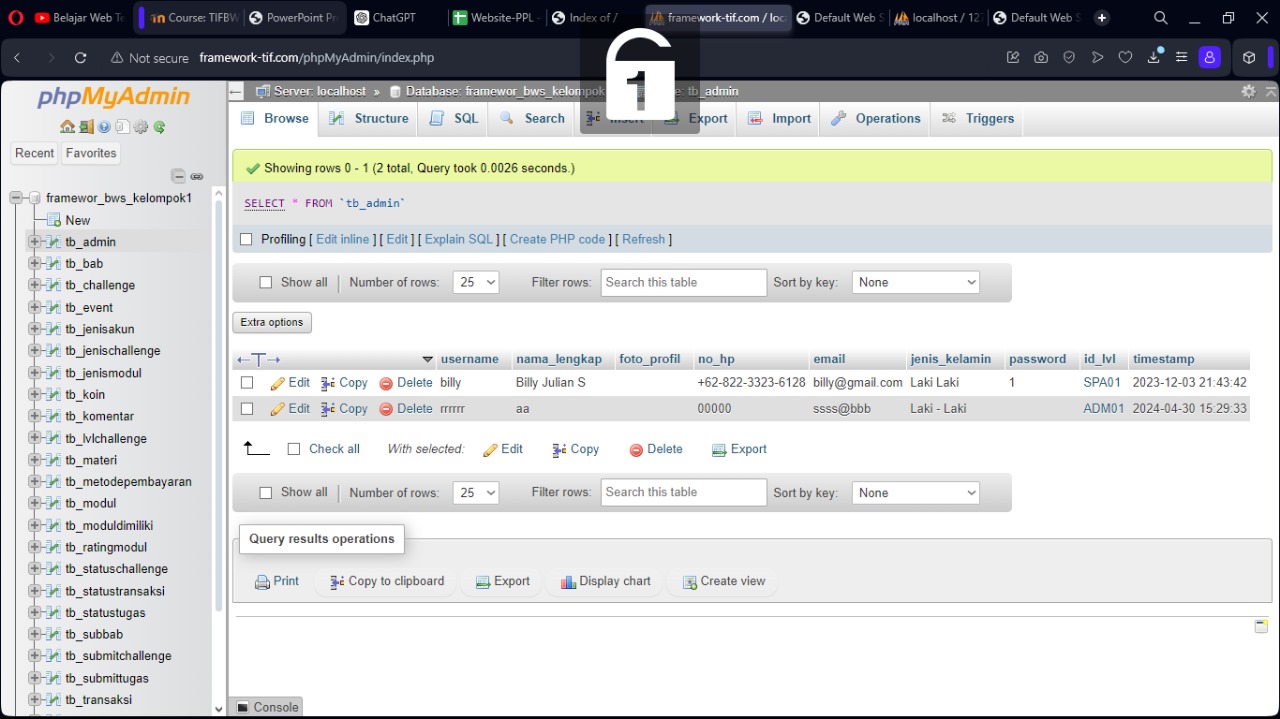 Belajar Web Te
Course: TIFBW
PowerPoint Pr
ChatGPT
Website-PPL -
Index of /
framework-tif.com / loc
Default Web S
localhost / 127
Default Web S
Not secure framework-tif.com/phpMyAdmin/index.php
1
phpMyAdmin
Recent Favorites
framewor_bws_kelompok1
New
tb_admin
tb_bab
tb_challenge
tb_event
tb_jenisakun
tb_jenischallenge
tb_jenismodul
tb_koin
tb_komentar
tb_lvlchallenge
tb_materi
tb_metodepembayaran
tb_modul
tb_moduldimiliki
tb_ratingmodul
tb_statuschallenge
tb_statustransaksi
tb_statustugas
tb_subbab
tb_submitchallenge
tb_submittugas
tb_transaksi
Server: localhost » Database: framewor_bws_kelompok tb_admin
Browse Structure SQL Search Insert Export Import Operations Triggers
Showing rows 0 - 1 (2 total, Query took 0.0026 seconds.)
SELECT * FROM `tb_admin`
Profiling [ Edit inline ] [ Edit ] [ Explain SQL ] [ Create PHP code ] [ Refresh ]
Show all Number of rows: 25 Filter rows: Search this table Sort by key: None
Extra options
username nama_lengkap foto_profil no_hp email jenis_kelamin password id_lvl timestamp
Edit Copy Delete billy Billy Julian S +62-822-3323-6128 billy@gmail.com Laki Laki 1 SPA01 2023-12-03 21:43:42
Edit Copy Delete rrrrrr aa 00000 ssss@bbb Laki - Laki ADM01 2024-04-30 15:29:33
Check all With selected: Edit Copy Delete Export
Show all Number of rows: 25 Filter rows: Search this table Sort by key: None
Query results operations
Print Copy to clipboard Export Display chart Create view
Console